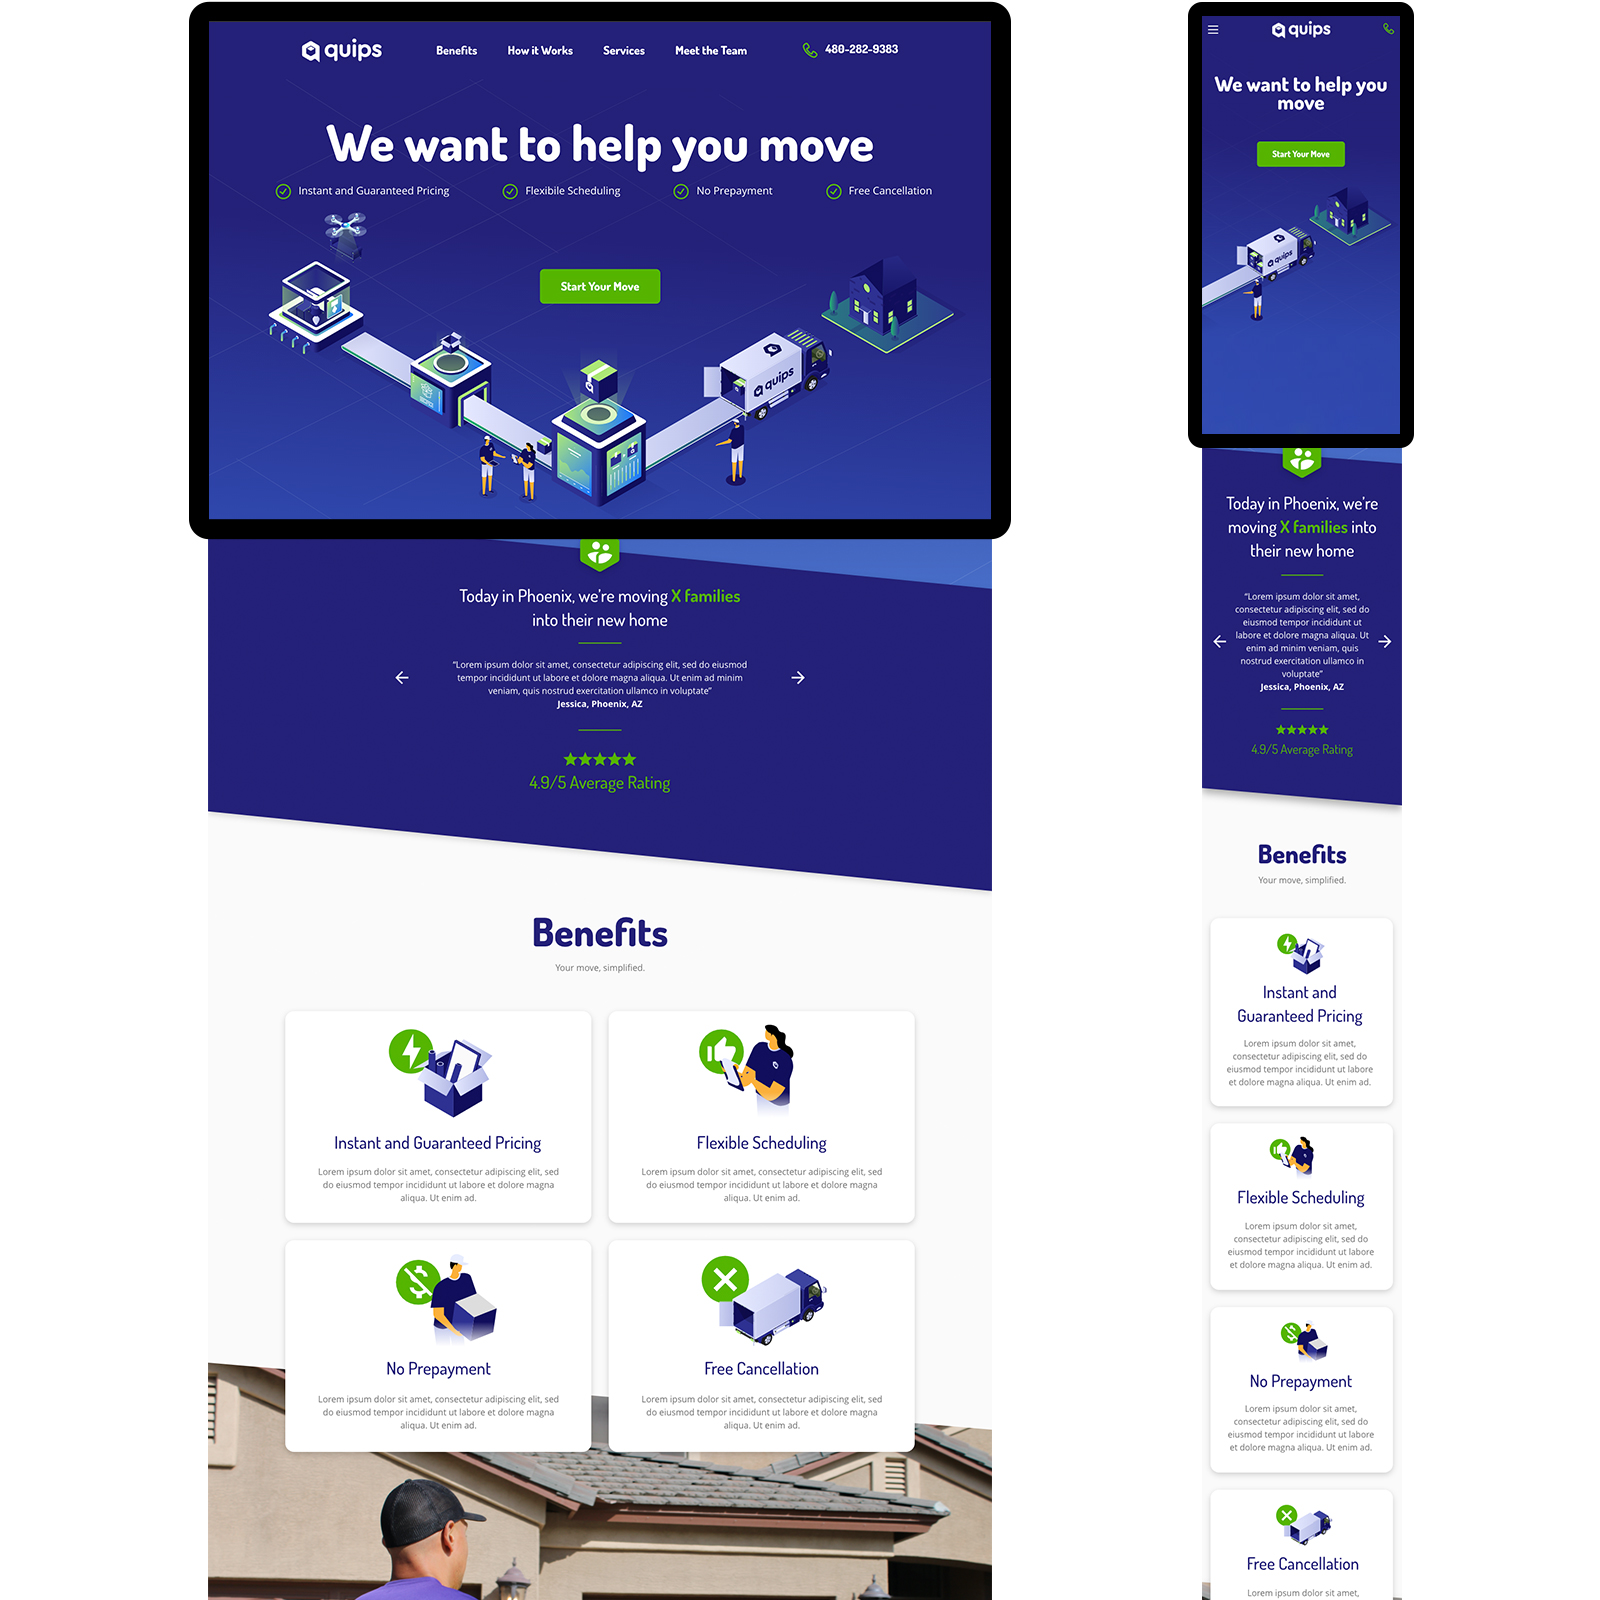 quips
Benefits
How it Works
Services
Meet the Team
480-282-9383
We want to help you move
Instant and Guaranteed Pricing
Flexibile Scheduling
No Prepayment
Free Cancellation
Start Your Move
quips
Today in Phoenix, we're moving X families
into their new home
“Lorem ipsum dolor sit amet, consectetur adipiscing elit, sed do eiusmod
tempor incididunt ut labore et dolore magna aliqua. Ut enim ad minim
veniam, quis nostrud exercitation ullamco in voluptate”
Jessica, Phoenix, AZ
4.9/5 Average Rating
Benefits
Your move, simplified.
Instant and Guaranteed Pricing
Lorem ipsum dolor sit amet, consectetur adipiscing elit, sed
do eiusmod tempor incididunt ut labore et dolore magna
aliqua. Ut enim ad.
Flexible Scheduling
Lorem ipsum dolor sit amet, consectetur adipiscing elit, sed
do eiusmod tempor incididunt ut labore et dolore magna
aliqua. Ut enim ad.
No Prepayment
Lorem ipsum dolor sit amet, consectetur adipiscing elit, sed
do eiusmod tempor incididunt ut labore et dolore magna
aliqua. Ut enim ad.
Free Cancellation
Lorem ipsum dolor sit amet, consectetur adipiscing elit, sed
do eiusmod tempor incididunt ut labore et dolore magna
aliqua. Ut enim ad.
quips
We want to help you
move
Start Your Move
quips
Today in Phoenix, we're
moving X families into
their new home
“Lorem ipsum dolor sit amet,
consectetur adipiscing elit, sed do
eiusmod tempor incididunt ut
labore et dolore magna aliqua. Ut
enim ad minim veniam, quis
nostrud exercitation ullamco in
voluptate”
Jessica, Phoenix, AZ
4.9/5 Average Rating
Benefits
Your move, simplified.
Instant and
Guaranteed Pricing
Lorem ipsum dolor sit amet,
consectetur adipiscing elit, sed do
eiusmod tempor incididunt ut labore
et dolore magna aliqua. Ut enim ad.
Flexible Scheduling
Lorem ipsum dolor sit amet,
consectetur adipiscing elit, sed do
eiusmod tempor incididunt ut labore
et dolore magna aliqua. Ut enim ad.
No Prepayment
Lorem ipsum dolor sit amet,
consectetur adipiscing elit, sed do
eiusmod tempor incididunt ut labore
et dolore magna aliqua. Ut enim ad.
Free Cancellation
Lorem ipsum dolor sit amet,